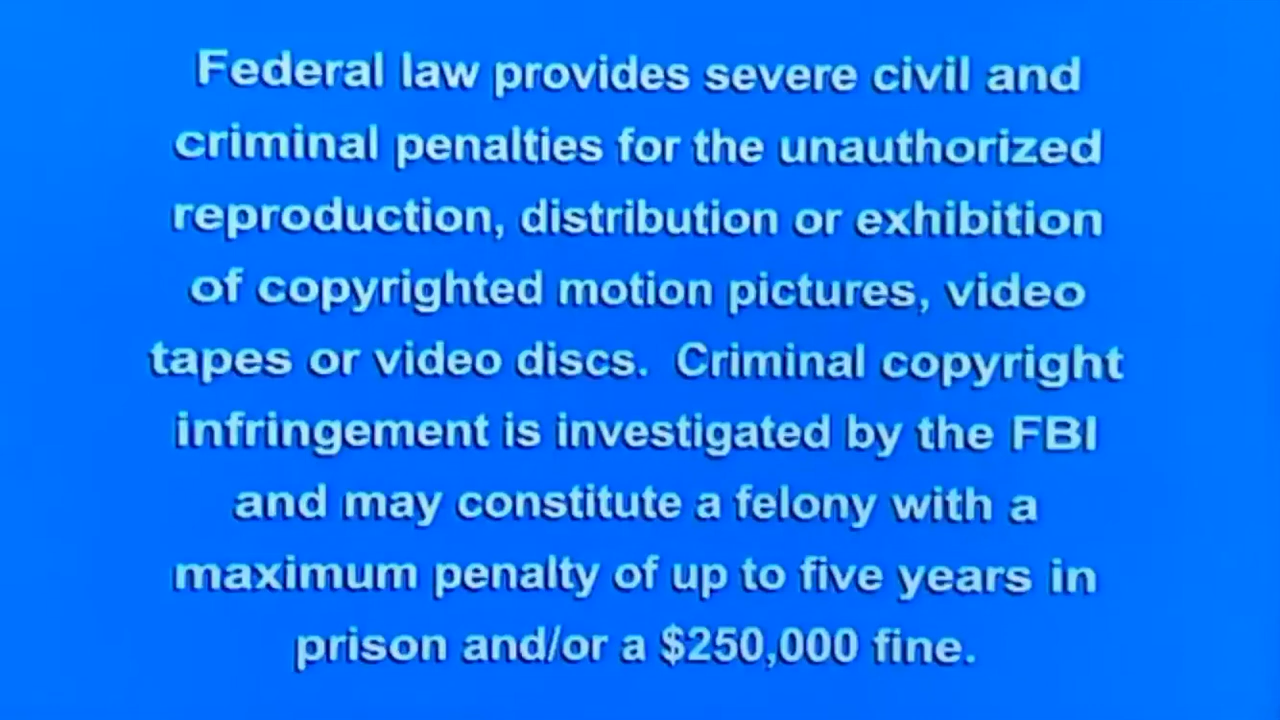 Federal law provides severe civil and
criminal penalties for the unauthorized
reproduction, distribution or exhibition
of copyrighted motion pictures, video
tapes or video discs.  Criminal copyright
infringement is investigated by the FBI
and may constitute a felony with a
maximum penalty of up to five years in
prison and/or a $250,000 fine.